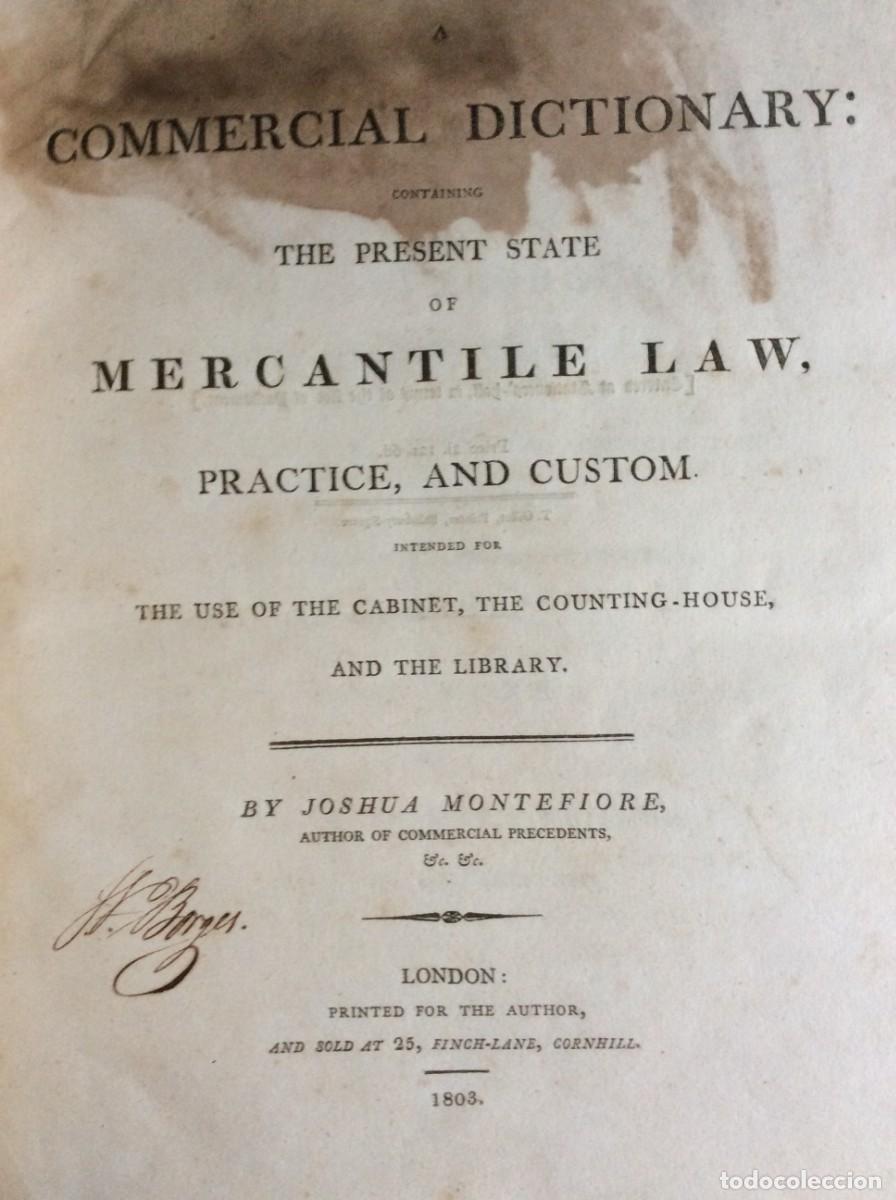 A
COMMERCIAL DICTIONARY:
CONTAINING
THE PRESENT STATE
OF
MERCANTILE LAW,
PRACTICE, AND CUSTOM.
INTENDED FOR
THE USE OF THE CABINET, THE COUNTING-HOUSE,
AND THE LIBRARY.
BY JOSHUA MONTEFIORE,
AUTHOR OF COMMERCIAL PRECEDENTS,
&c. &c.
Borges.
LONDON:
PRINTED FOR THE AUTHOR,
AND SOLD AT 25, FINCH-LANE, CORNHILL.
1803.
todocoleccion